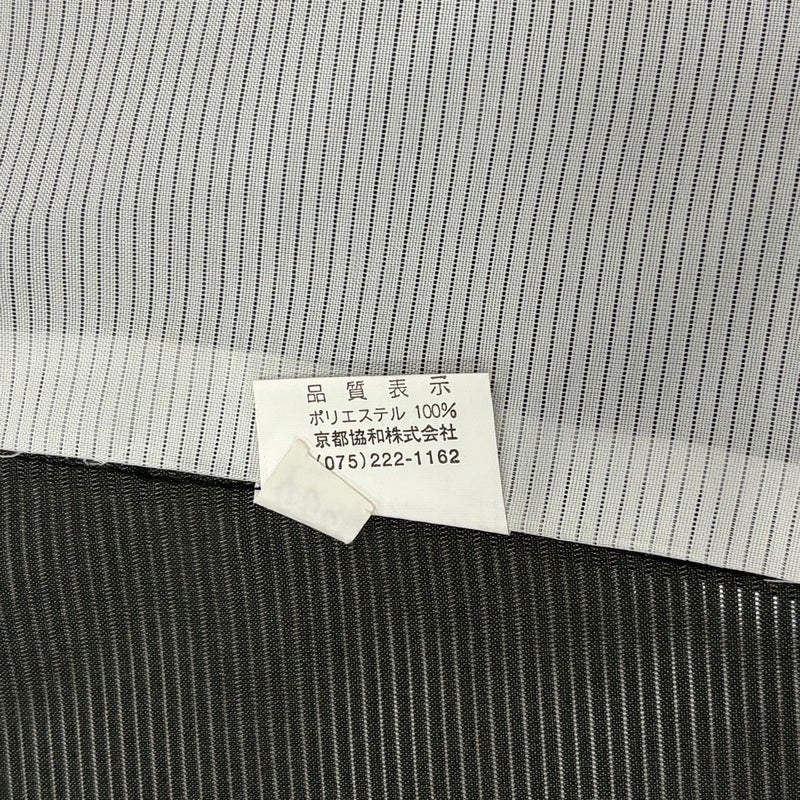 品質表示
ポリエステル 100%
京都協和株式会社
(075)222-1162